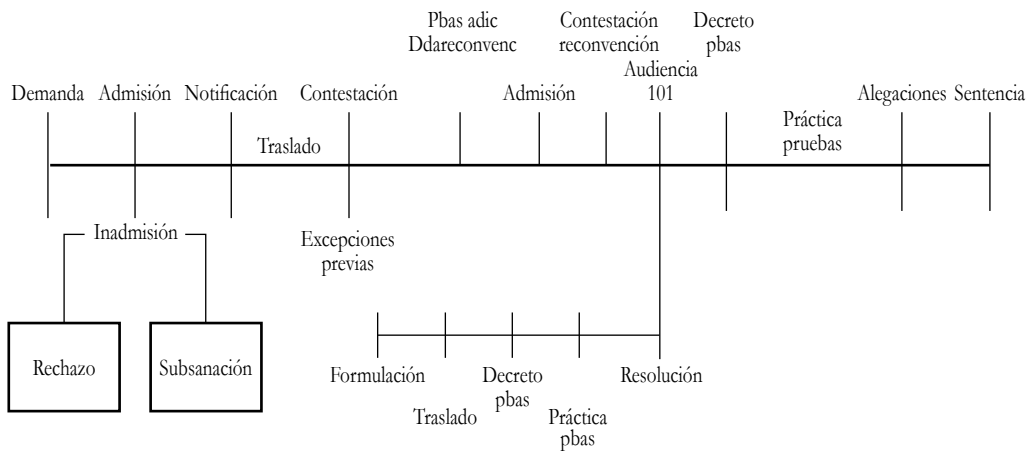 Pbas adic
Ddareconvenc
Contestación
reconvención
Decreto
pbas
Audiencia
101
Demanda
Admisión
Notificación
Contestación
Admisión
Alegaciones
Sentencia
Traslado
Práctica
pruebas
Inadmisión
Excepciones
previas
Rechazo
Subsanación
Formulación
Traslado
Decreto
pbas
Práctica
pbas
Resolución